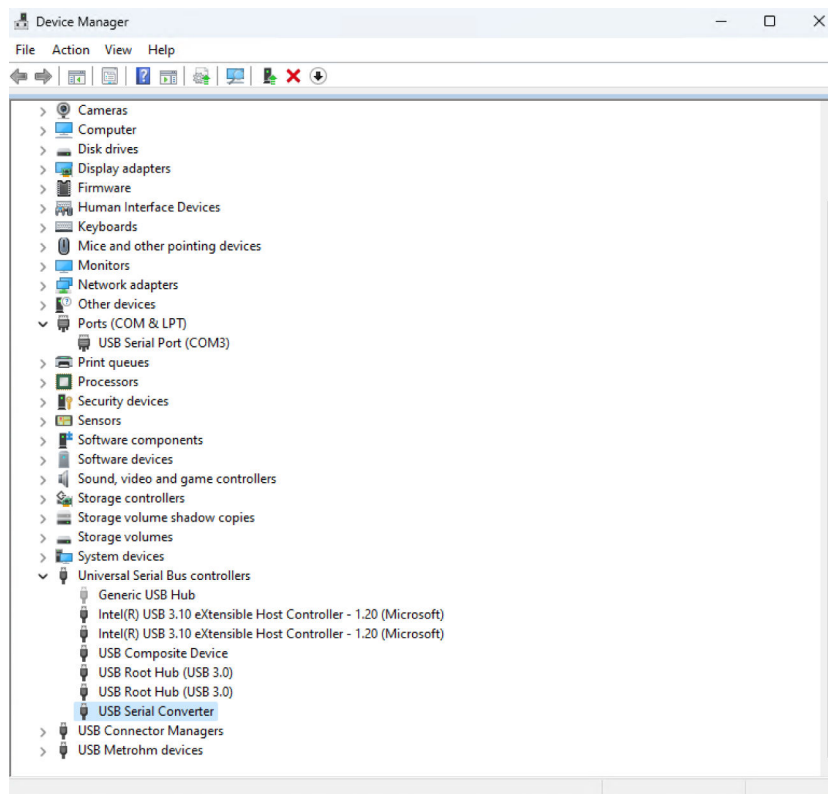 Device Manager
File Action View Help
Cameras
Computer
Disk drives
Display adapters
Firmware
Human Interface Devices
Keyboards
Mice and other pointing devices
Monitors
Network adapters
Other devices
Ports (COM & LPT)
USB Serial Port (COM3)
Print queues
Processors
Security devices
Sensors
Software components
Software devices
Sound, video and game controllers
Storage controllers
Storage volume shadow copies
Storage volumes
System devices
Universal Serial Bus controllers
Generic USB Hub
Intel(R) USB 3.10 eXtensible Host Controller - 1.20 (Microsoft)
Intel(R) USB 3.10 eXtensible Host Controller - 1.20 (Microsoft)
USB Composite Device
USB Root Hub (USB 3.0)
USB Root Hub (USB 3.0)
USB Serial Converter
USB Connector Managers
USB Metrohm devices